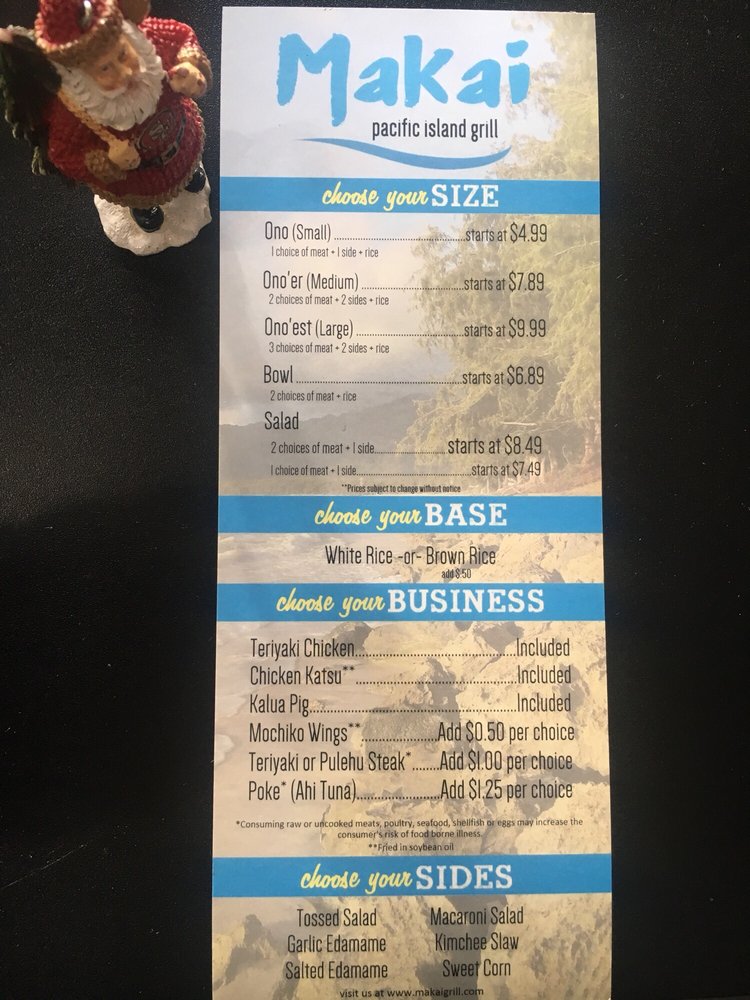 Makai
pacific island grill
choose your SIZE
Ono (Small) ........................ starts at $4.99
1 choice of meat + 1 side + rice
Ono'er (Medium) ........................ starts at $7.89
2 choices of meat + 2 sides + rice
Ono'est (Large) ........................ starts at $9.99
3 choices of meat + 2 sides + rice
Bowl ........................ starts at $6.89
2 choices of meat + rice
Salad
2 choices of meat + 1 side........................ starts at $8.49
1 choice of meat + 1 side........................ starts at $7.49
**Prices subject to change without notice
choose your BASE
White Rice -or- Brown Rice
add $.50
choose your BUSINESS
Teriyaki Chicken........................Included
Chicken Katsu**........................Included
Kalua Pig........................Included
Mochiko Wings**................Add $0.50 per choice
Teriyaki or Pulehu Steak*.......Add $1.00 per choice
Poke* (Ahi Tuna)....................Add $1.25 per choice
*Consuming raw or uncooked meats, poultry, seafood, shellfish or eggs may increase the
consumer's risk of food borne illness.
**Fried in soybean oil
choose your SIDES
Tossed Salad Macaroni Salad
Garlic Edamame Kimchee Slaw
Salted Edamame Sweet Corn
visit us at www.makaigrill.com